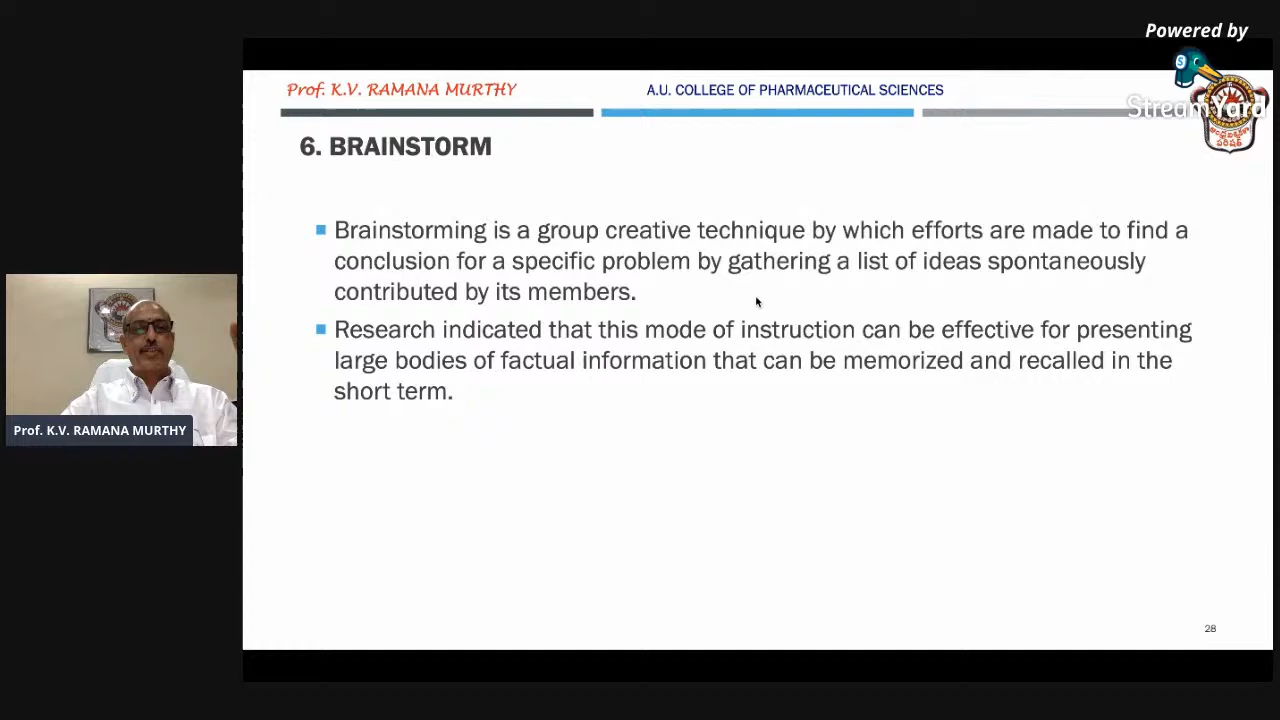 Powered by
StreamYard
Prof. K.V. RAMANA MURTHY
A.U. COLLEGE OF PHARMACEUTICAL SCIENCES
6. BRAINSTORM
Brainstorming is a group creative technique by which efforts are made to find a
conclusion for a specific problem by gathering a list of ideas spontaneously
contributed by its members.
Research indicated that this mode of instruction can be effective for presenting
large bodies of factual information that can be memorized and recalled in the
short term.
Prof. K.V. RAMANA MURTHY
28